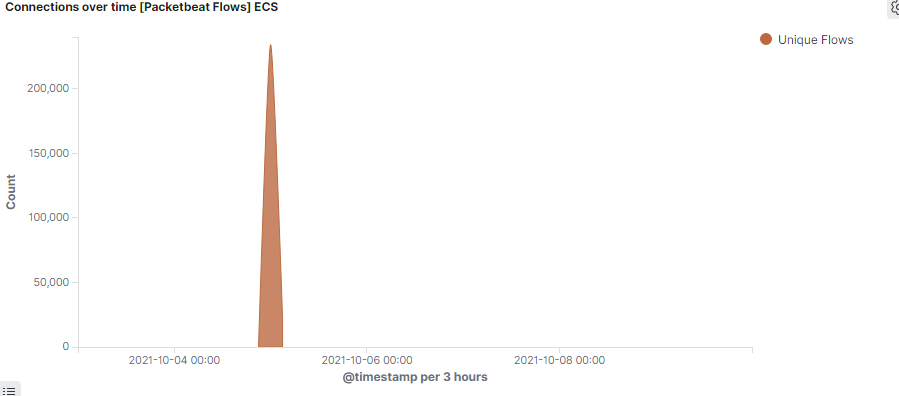 Connections over time [Packetbeat Flows] ECS
Unique Flows
200,000
150,000
100,000
50,000
0
Count
2021-10-04 00:00 2021-10-06 00:00 2021-10-08 00:00
@timestamp per 3 hours